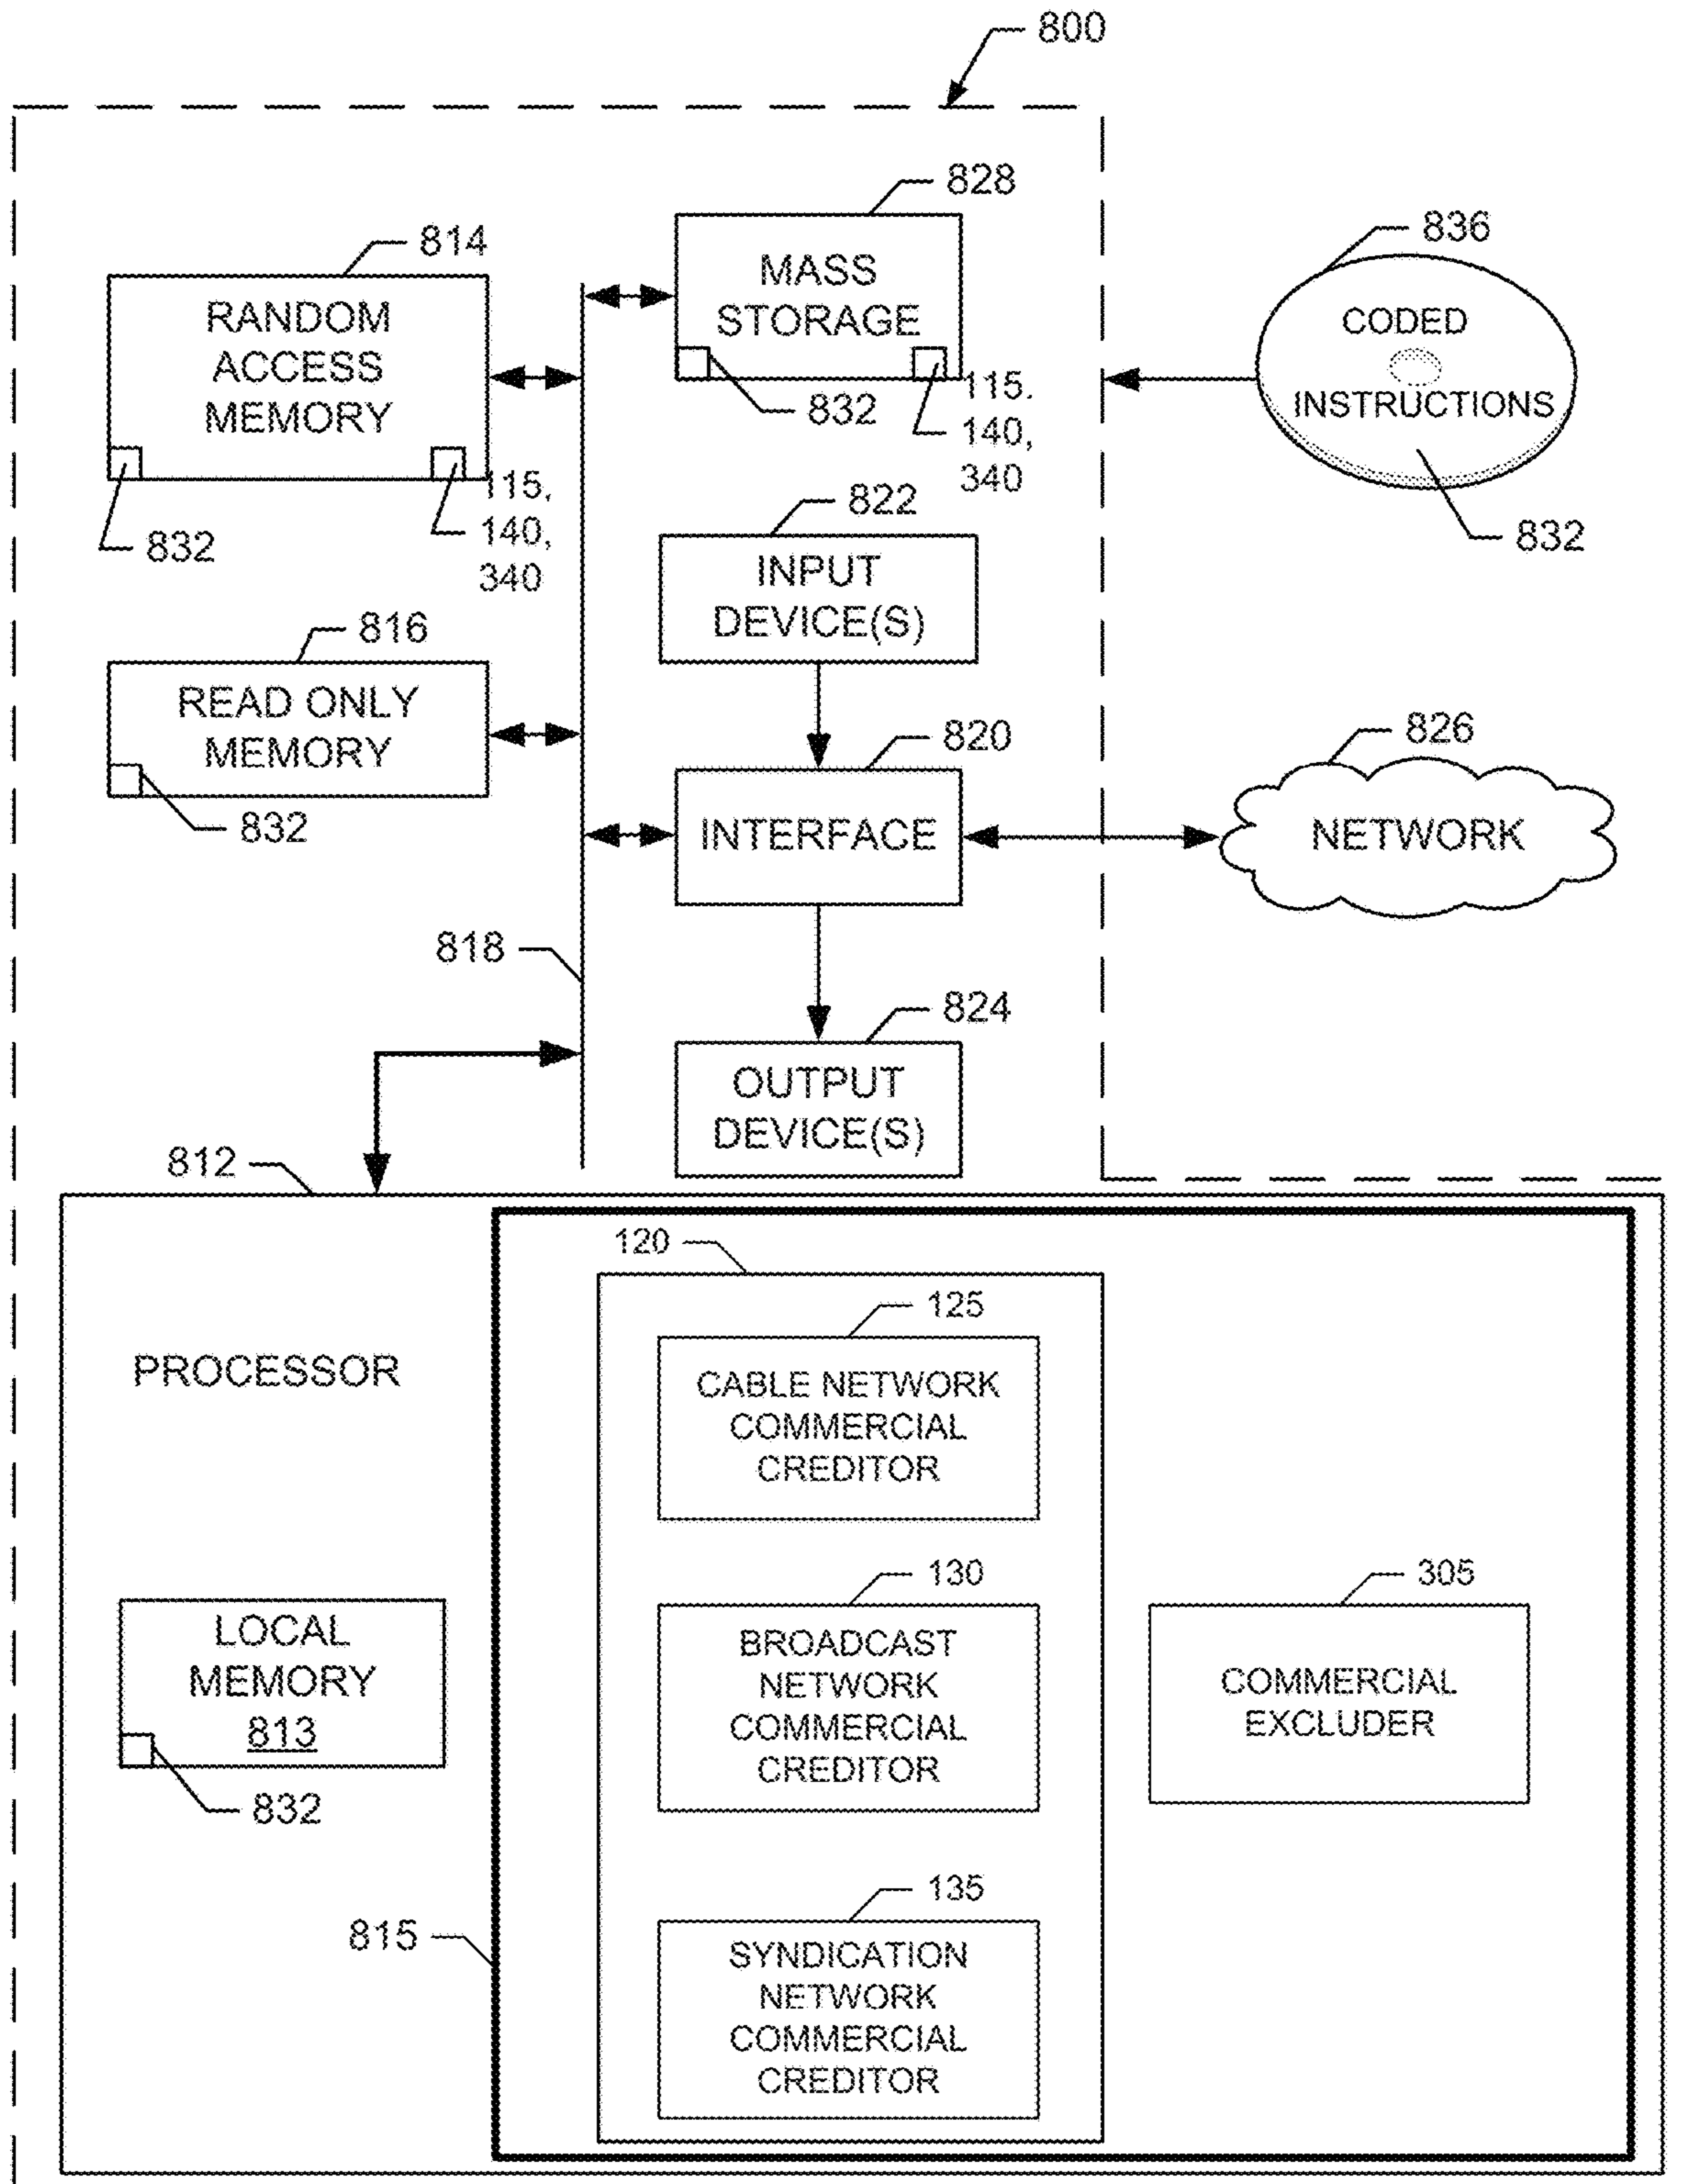 800
828
MASS
STORAGE
832
115.
140,
340
814
RANDOM
ACCESS
MEMORY
832
115,
140,
340
836
CODED
INSTRUCTIONS
832
822
INPUT
DEVICE(S)
816
READ ONLY
MEMORY
832
820
INTERFACE
826
NETWORK
818
824
OUTPUT
DEVICE(S)
812
PROCESSOR
120
125
CABLE NETWORK
COMMERCIAL
CREDITOR
130
BROADCAST
NETWORK
COMMERCIAL
CREDITOR
305
COMMERCIAL
EXCLUDER
LOCAL
MEMORY
813
832
815
135
SYNDICATION
NETWORK
COMMERCIAL
CREDITOR